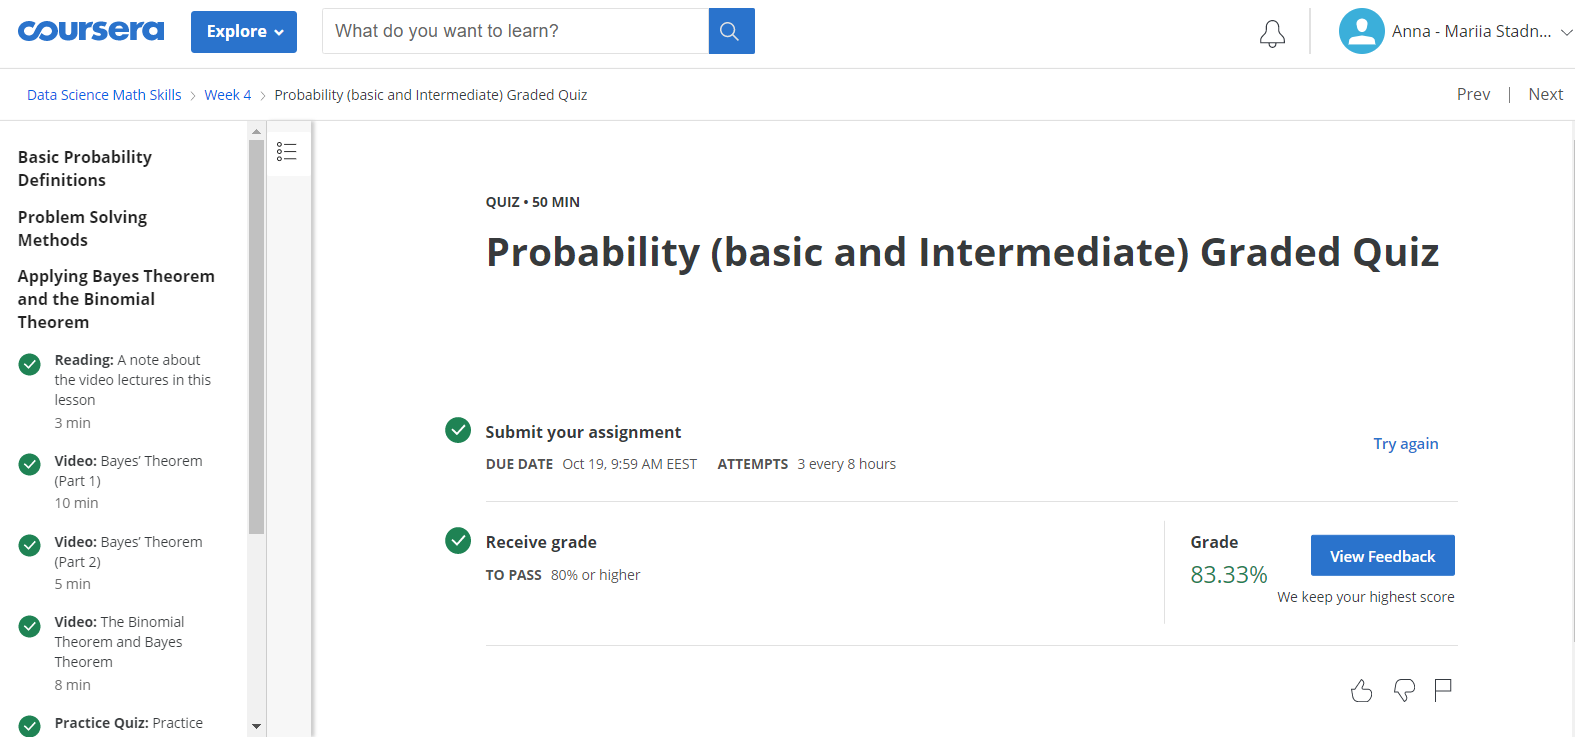 coursera
Explore
What do you want to learn?
Anna - Mariia Stadn...
Data Science Math Skills > Week 4 > Probability (basic and Intermediate) Graded Quiz
Prev | Next
Basic Probability
Definitions
Problem Solving
Methods
Applying Bayes Theorem
and the Binomial
Theorem
Reading: A note about
the video lectures in this
lesson
3 min
Video: Bayes’ Theorem
(Part 1)
10 min
Video: Bayes’ Theorem
(Part 2)
5 min
Video: The Binomial
Theorem and Bayes
Theorem
8 min
Practice Quiz: Practice
QUIZ • 50 MIN
Probability (basic and Intermediate) Graded Quiz
Submit your assignment
DUE DATE Oct 19, 9:59 AM EEST ATTEMPTS 3 every 8 hours
Try again
Receive grade
TO PASS 80% or higher
Grade
83.33%
View Feedback
We keep your highest score